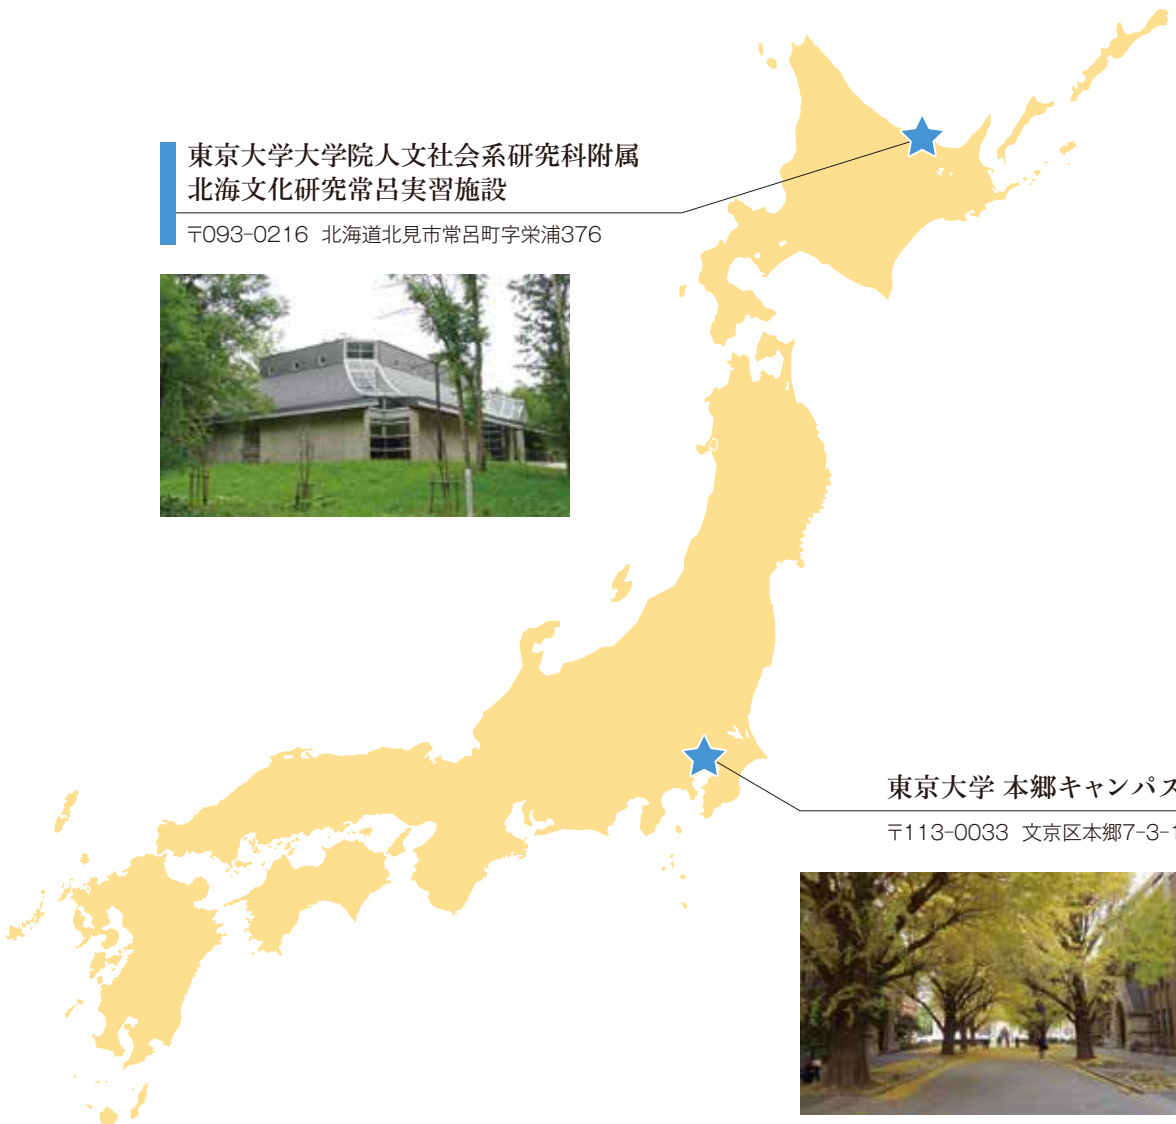 東京大学大学院人文社会系研究科附属
北海文化研究常呂実習施設
〒093-0216 北海道北見市常呂町字栄浦376
東京大学 本郷キャンパス
〒113-0033 文京区本郷7-3-1